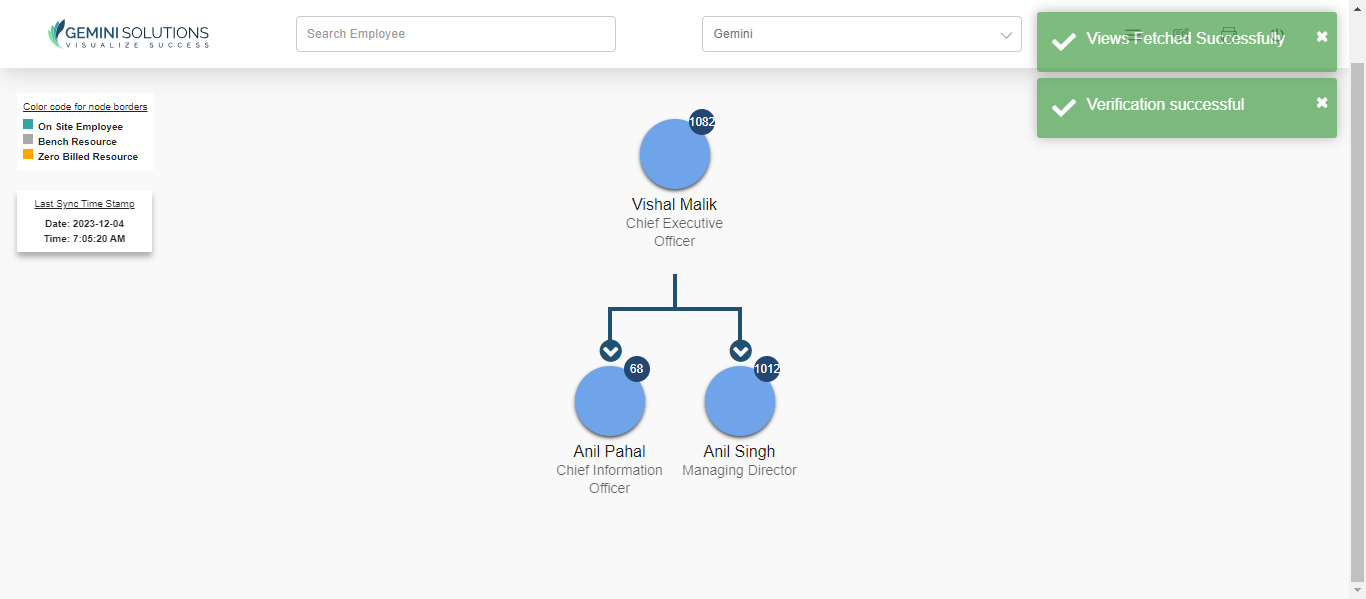 GEMINI SOLUTIONS
VISUALIZE SUCCESS
Search Employee
Gemini
Views Fetched Successfully
Verification successful
Color code for node borders
On Site Employee
Bench Resource
Zero Billed Resource
Last Sync Time Stamp
Date: 2023-12-04
Time: 7:05:20 AM
1082
Vishal Malik
Chief Executive
Officer
68
Anil Pahal
Chief Information
Officer
1012
Anil Singh
Managing Director